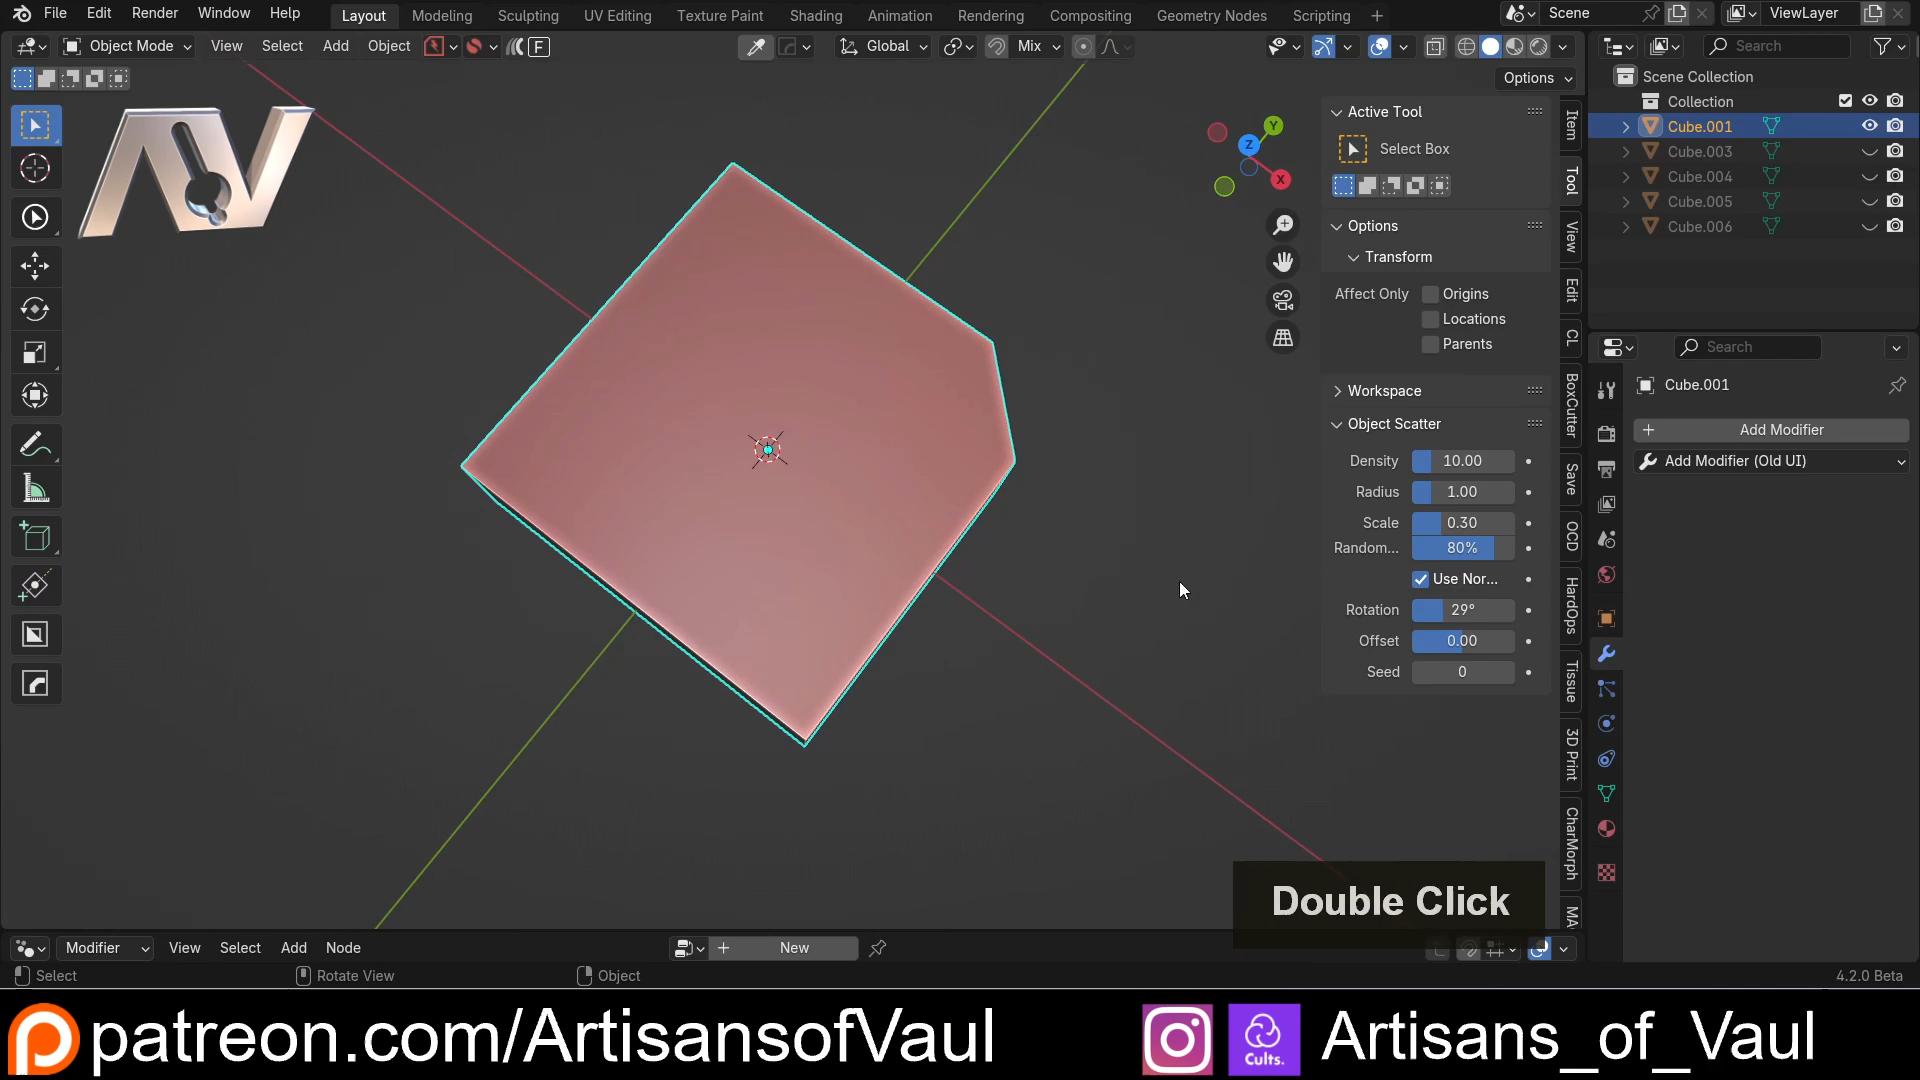 File Edit Render Window Help Layout Modeling Sculpting UV Editing Texture Paint Shading Animation Rendering Compositing Geometry Nodes Scripting + Scene ViewLayer
Object Mode View Select Add Object F Global Mix Search
Options
Scene Collection
Collection
Cube.001
Cube.003
Cube.004
Cube.005
Cube.006
AV
Y
Z
X
Active Tool
Select Box
Options
Transform
Affect Only Origins
Locations
Parents
Workspace
Object Scatter
Density 10.00
Radius 1.00
Scale 0.30
Random... 80%
Use Nor...
Rotation 29°
Offset 0.00
Seed 0
Item
Tool
View
Edit
CL
BoxCutter
Save
OCD
HardOps
Tissue
3D Print
CharMorph
MA
Search
Cube.001
+ Add Modifier
Add Modifier (Old UI)
Double Click
Modifier View Select Add Node + New
Select Rotate View Object 4.2.0 Beta
patreon.com/ArtisansofVaul Cults. Artisans_of_Vaul